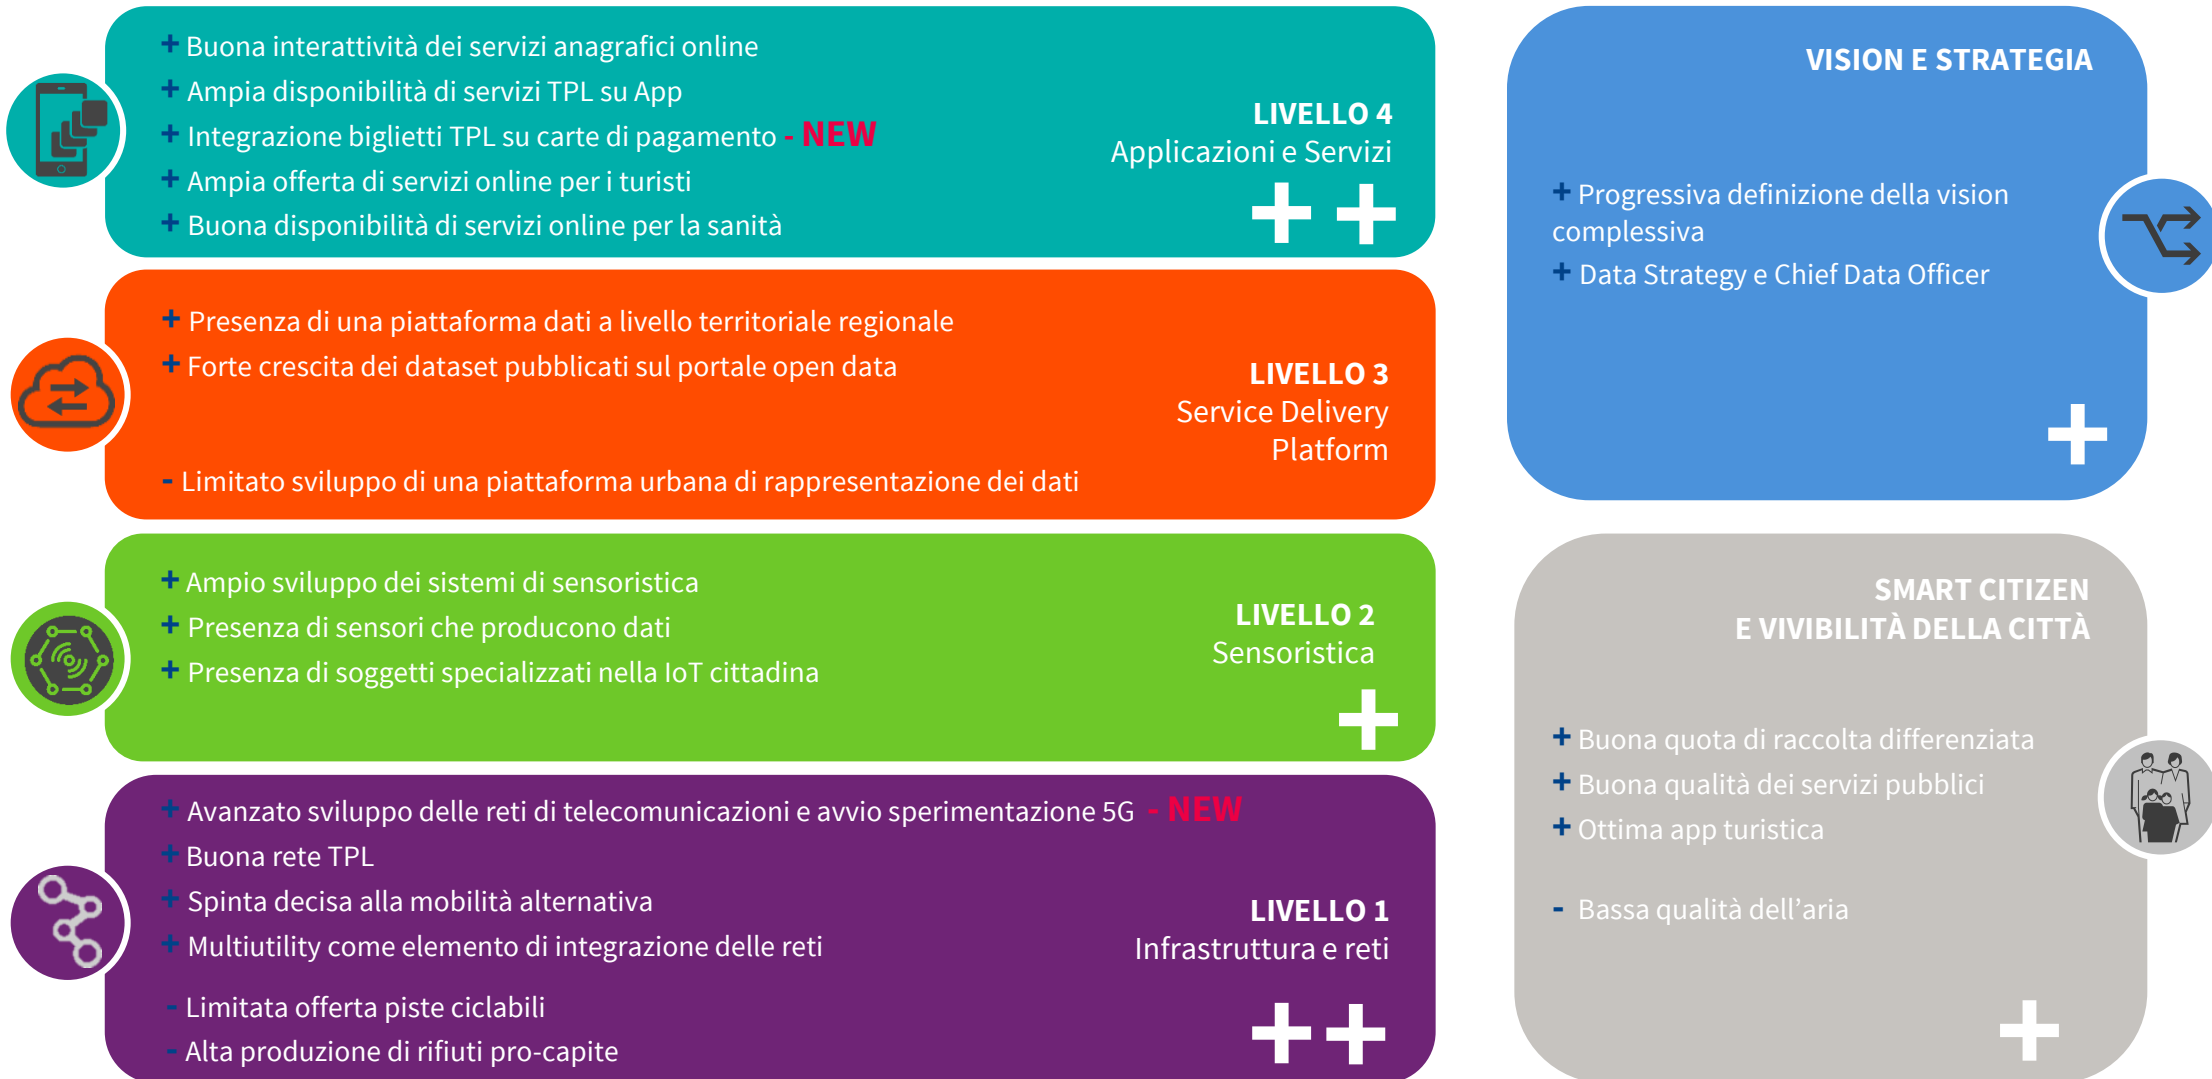 + Buona interattività dei servizi anagrafici online
+ Ampia disponibilità di servizi TPL su App
+ Integrazione biglietti TPL su carte di pagamento - NEW
+ Ampia offerta di servizi online per i turisti
+ Buona disponibilità di servizi online per la sanità
LIVELLO 4
Applicazioni e Servizi
+ +
+ Presenza di una piattaforma dati a livello territoriale regionale
+ Forte crescita dei dataset pubblicati sul portale open data
- Limitato sviluppo di una piattaforma urbana di rappresentazione dei dati
LIVELLO 3
Service Delivery
Platform
+ Ampio sviluppo dei sistemi di sensoristica
+ Presenza di sensori che producono dati
+ Presenza di soggetti specializzati nella IoT cittadina
LIVELLO 2
Sensoristica
+
+ Avanzato sviluppo delle reti di telecomunicazioni e avvio sperimentazione 5G - NEW
+ Buona rete TPL
+ Spinta decisa alla mobilità alternativa
+ Multiutility come elemento di integrazione delle reti
- Limitata offerta piste ciclabili
- Alta produzione di rifiuti pro-capite
LIVELLO 1
Infrastruttura e reti
++
VISION E STRATEGIA
+ Progressiva definizione della vision
complessiva
+ Data Strategy e Chief Data Officer
+
SMART CITIZEN
E VIVIBILITÀ DELLA CITTÀ
+ Buona quota di raccolta differenziata
+ Buona qualità dei servizi pubblici
+ Ottima app turistica
- Bassa qualità dell’aria
+